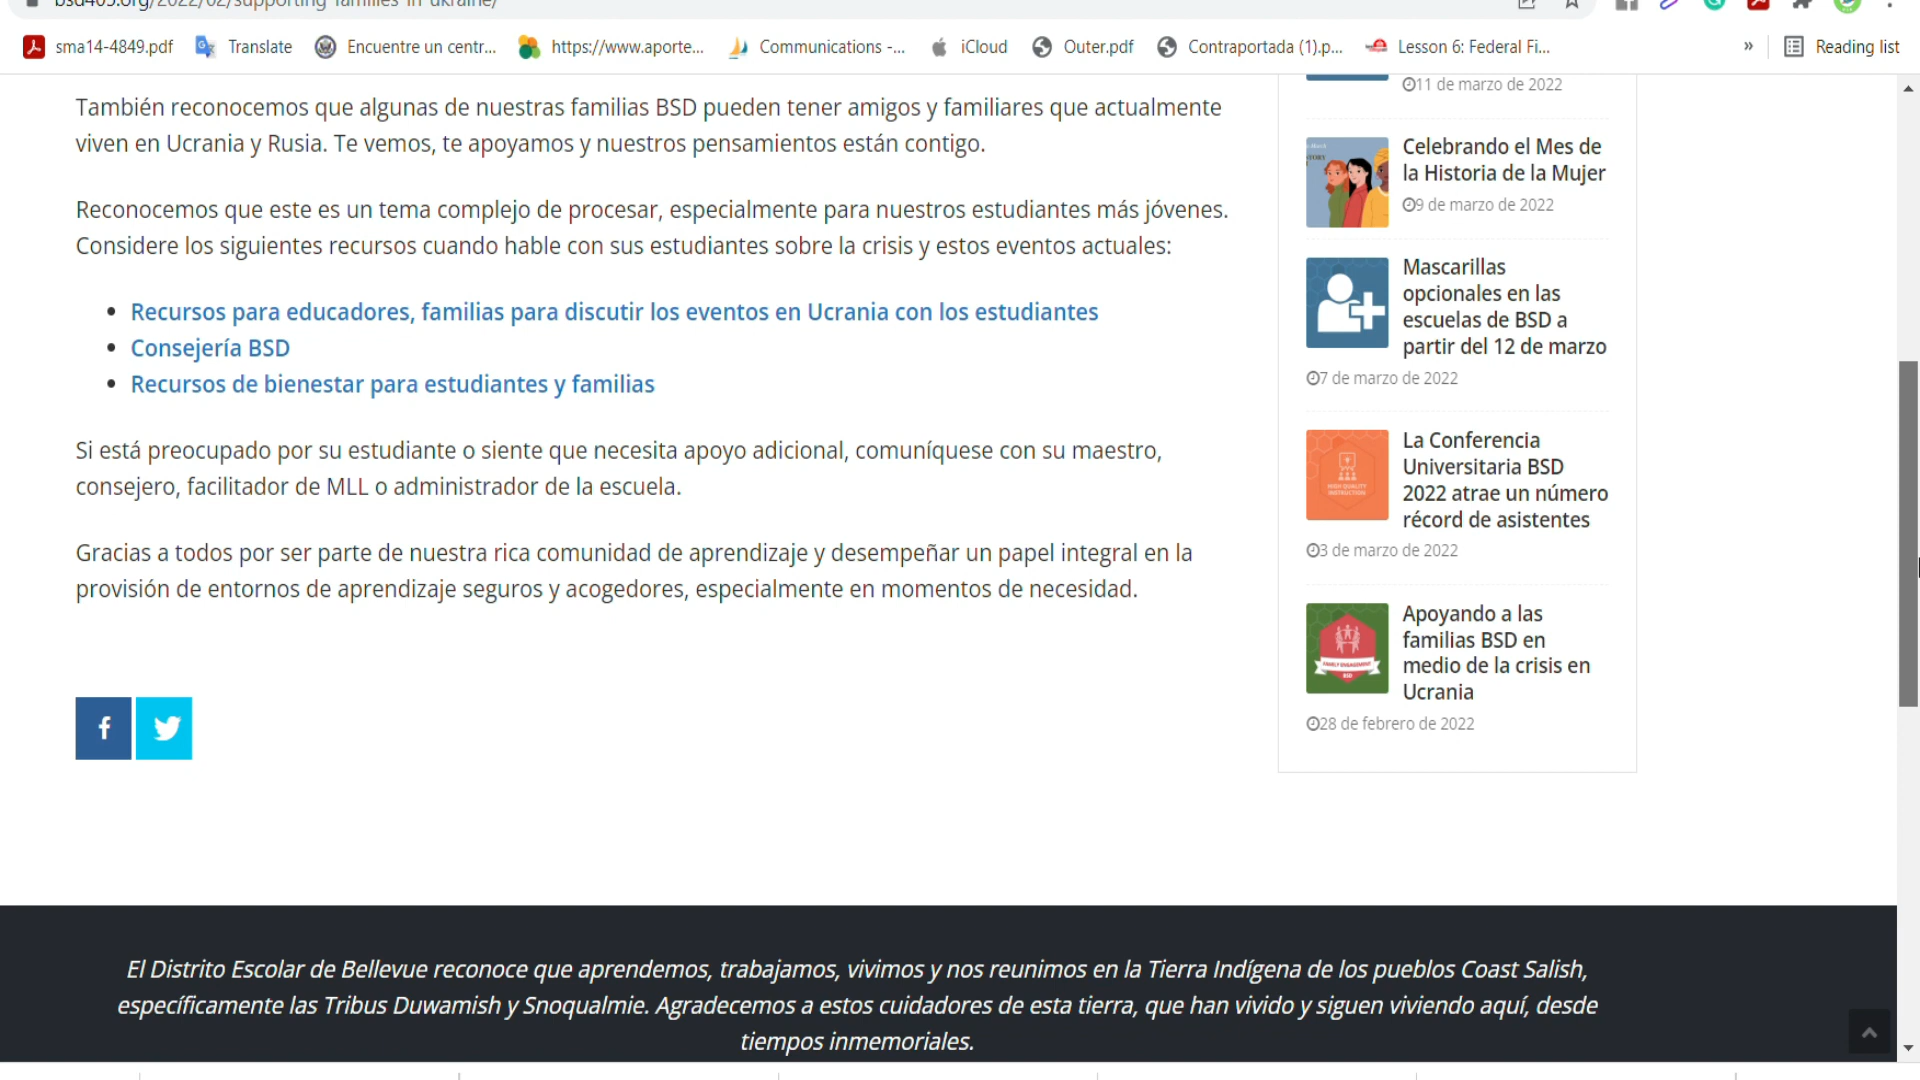 bsd405.org/2022/02/supporting-families-in-ukraine/
sma14-4849.pdf
Translate
Encuentre un centr...
https://www.aporte...
Communications -...
iCloud
Outer.pdf
Contraportada (1).p...
Lesson 6: Federal Fi...
»
Reading list
También reconocemos que algunas de nuestras familias BSD pueden tener amigos y familiares que actualmente
viven en Ucrania y Rusia. Te vemos, te apoyamos y nuestros pensamientos están contigo.
Reconocemos que este es un tema complejo de procesar, especialmente para nuestros estudiantes más jóvenes.
Considere los siguientes recursos cuando hable con sus estudiantes sobre la crisis y estos eventos actuales:
• Recursos para educadores, familias para discutir los eventos en Ucrania con los estudiantes
• Consejería BSD
• Recursos de bienestar para estudiantes y familias
Si está preocupado por su estudiante o siente que necesita apoyo adicional, comuníquese con su maestro,
consejero, facilitador de MLL o administrador de la escuela.
Gracias a todos por ser parte de nuestra rica comunidad de aprendizaje y desempeñar un papel integral en la
provisión de entornos de aprendizaje seguros y acogedores, especialmente en momentos de necesidad.
11 de marzo de 2022
Celebrando el Mes de
la Historia de la Mujer
9 de marzo de 2022
Mascarillas
opcionales en las
escuelas de BSD a
partir del 12 de marzo
7 de marzo de 2022
HIGH QUALITY
INSTRUCTION
La Conferencia
Universitaria BSD
2022 atrae un número
récord de asistentes
3 de marzo de 2022
FAMILY ENGAGEMENT
BSD
Apoyando a las
familias BSD en
medio de la crisis en
Ucrania
28 de febrero de 2022
El Distrito Escolar de Bellevue reconoce que aprendemos, trabajamos, vivimos y nos reunimos en la Tierra Indígena de los pueblos Coast Salish,
específicamente las Tribus Duwamish y Snoqualmie. Agradecemos a estos cuidadores de esta tierra, que han vivido y siguen viviendo aquí, desde
tiempos inmemoriales.